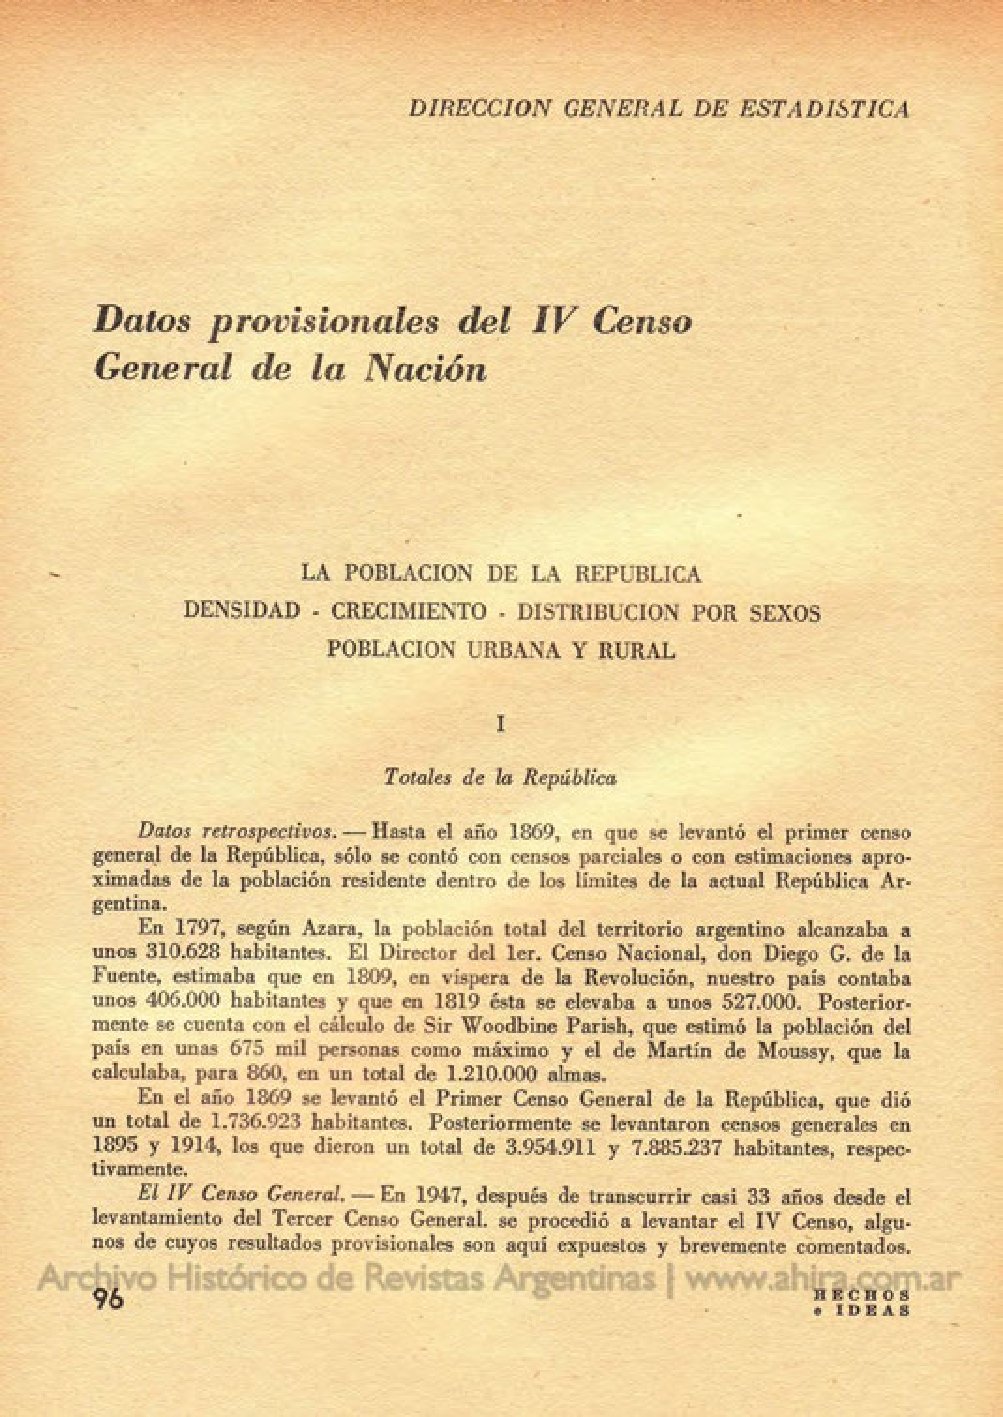 DIRECCION GENERAL DE ESTADISTICA
Datos provisionales del IV Censo
General de la Nación
LA POBLACION DE LA REPUBLICA
DENSIDAD - CRECIMIENTO - DISTRIBUCION POR SEXOS
POBLACION URBANA Y RURAL
I
Totales de la República
Datos retrospectivos. — Hasta el año 1869, en que se levantó el primer censo
general de la República, sólo se contó con censos parciales o con estimaciones apro-
ximadas de la población residente dentro de los límites de la actual República Ar-
gentina.
En 1797, según Azara, la población total del territorio argentino alcanzaba a
unos 310.628 habitantes. El Director del 1er. Censo Nacional, don Diego G. de la
Fuente, estimaba que en 1809, en víspera de la Revolución, nuestro país contaba
unos 406.000 habitantes y que en 1819 ésta se elevaba a unos 527.000. Posterior-
mente se cuenta con el cálculo de Sir Woodbine Parish, que estimó la población del
país en unas 675 mil personas como máximo y el de Martín de Moussy, que la
calculaba, para 860, en un total de 1.210.000 almas.
En el año 1869 se levantó el Primer Censo General de la República, que dió
un total de 1.736.923 habitantes. Posteriormente se levantaron censos generales en
1895 y 1914, los que dieron un total de 3.954.911 y 7.885.237 habitantes, respec-
tivamente.
El IV Censo General. — En 1947, después de transcurrir casi 33 años desde el
levantamiento del Tercer Censo General. se procedió a levantar el IV Censo, algu-
nos de cuyos resultados provisionales son aquí expuestos y brevemente comentados.
Archivo Histórico de Revistas Argentinas | www.ahira.com.ar
96
HECHOS
e IDEAS